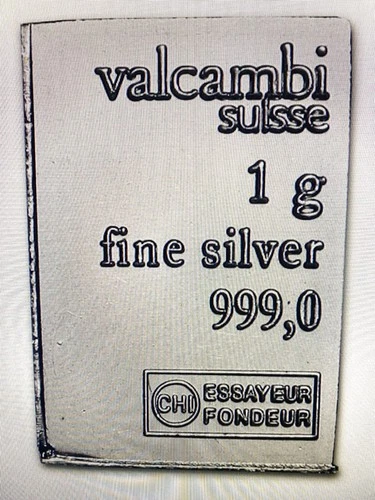 valcambi
suisse
1 g
fine silver
999,0
CHI ESSAYEUR
FONDEUR